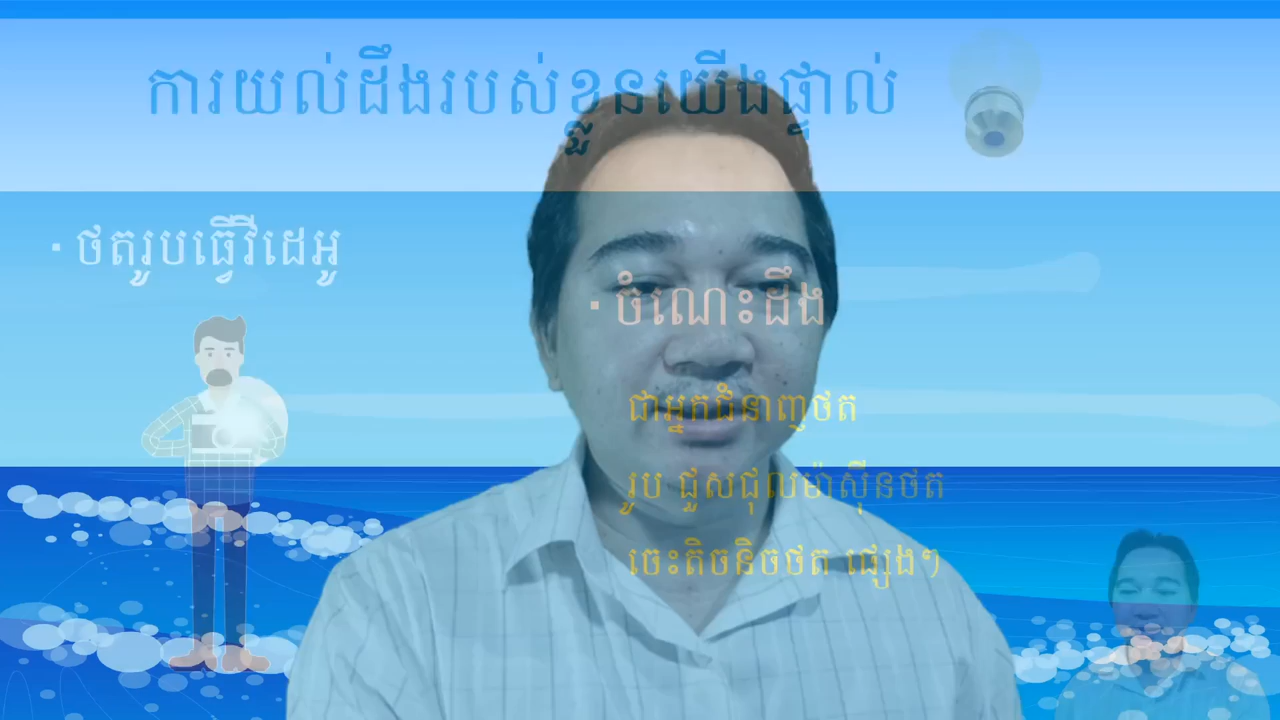 ការយល់ដឹងរបស់ខ្លួនយើងផ្ទាល់
· ថតរូបធ្វើវីដេអូ
· ចំណេះដឹង
ជាអ្នកជំនាញថត
រូប ជួសជុលម៉ាស៊ីនថត
ចេះតិចនិចថត ផ្សេងៗ